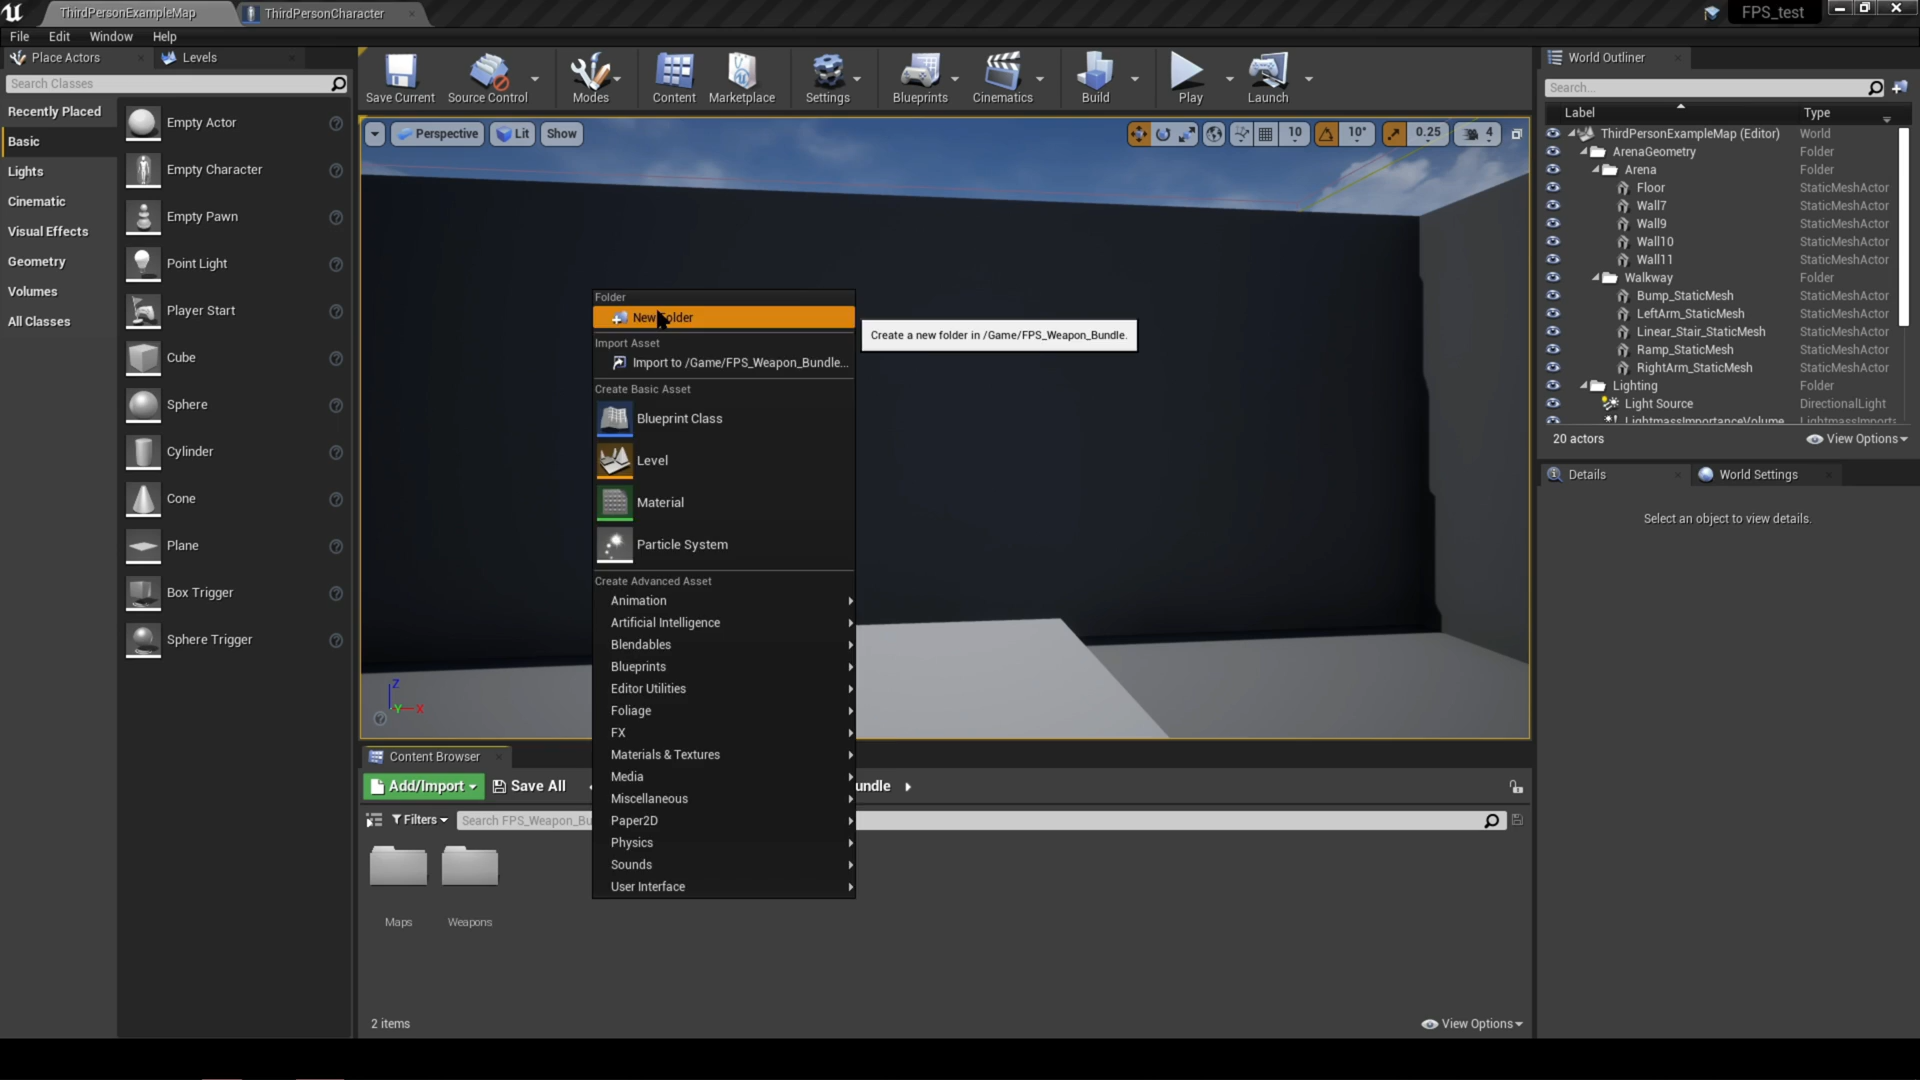 ThirdPersonExampleMap
ThirdPersonCharacter
FPS_test
File Edit Window Help
Place Actors
Levels
Search Classes
Recently Placed
Basic
Lights
Cinematic
Visual Effects
Geometry
Volumes
All Classes
Empty Actor
Empty Character
Empty Pawn
Point Light
Player Start
Cube
Sphere
Cylinder
Cone
Plane
Box Trigger
Sphere Trigger
Save Current
Source Control
Modes
Content
Marketplace
Settings
Blueprints
Cinematics
Build
Play
Launch
Perspective
Lit
Show
10
10°
0.25
4
Z
Y
X
Folder
New Folder
Create a new folder in /Game/FPS_Weapon_Bundle.
Import Asset
Import to /Game/FPS_Weapon_Bundle...
Create Basic Asset
Blueprint Class
Level
Material
Particle System
Create Advanced Asset
Animation
Artificial Intelligence
Blendables
Blueprints
Editor Utilities
Foliage
FX
Materials & Textures
Media
Miscellaneous
Paper2D
Physics
Sounds
User Interface
Content Browser
Add/Import
Save All
undle
Filters
Search FPS_Weapon_Bu
Maps
Weapons
2 items
View Options
World Outliner
Search...
Label Type
ThirdPersonExampleMap (Editor) World
ArenaGeometry Folder
Arena Folder
Floor StaticMeshActor
Wall7 StaticMeshActor
Wall9 StaticMeshActor
Wall10 StaticMeshActor
Wall11 StaticMeshActor
Walkway Folder
Bump_StaticMesh StaticMeshActor
LeftArm_StaticMesh StaticMeshActor
Linear_Stair_StaticMesh StaticMeshActor
Ramp_StaticMesh StaticMeshActor
RightArm_StaticMesh StaticMeshActor
Lighting Folder
Light Source DirectionalLight
LightmassImportanceVolume LightmassImporta
20 actors
View Options
Details
World Settings
Select an object to view details.